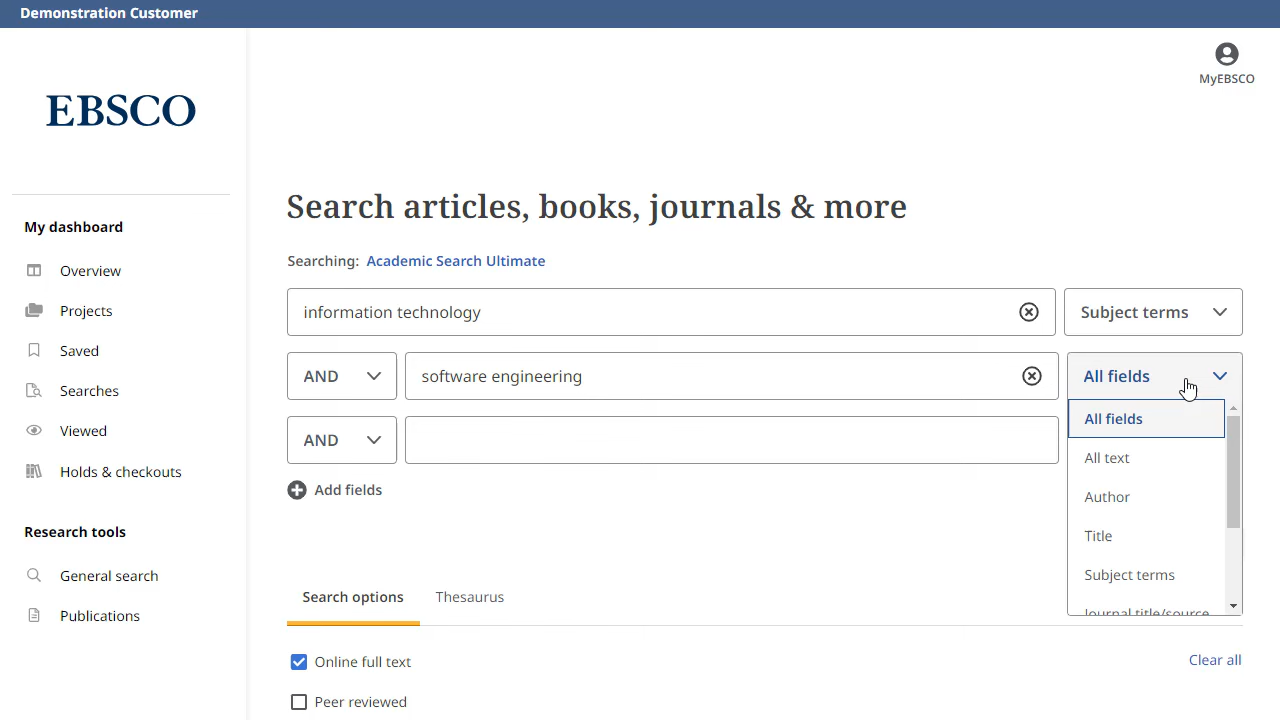 Demonstration Customer
MyEBSCO
EBSCO
Search articles, books, journals & more
My dashboard
Overview
Projects
Saved
Searches
Viewed
Holds & checkouts
Research tools
General search
Publications
Searching: Academic Search Ultimate
information technology
Subject terms
AND
software engineering
All fields
AND
All fields
All text
Author
Title
Subject terms
Journal title/source
Add fields
Search options
Thesaurus
Online full text
Clear all
Peer reviewed